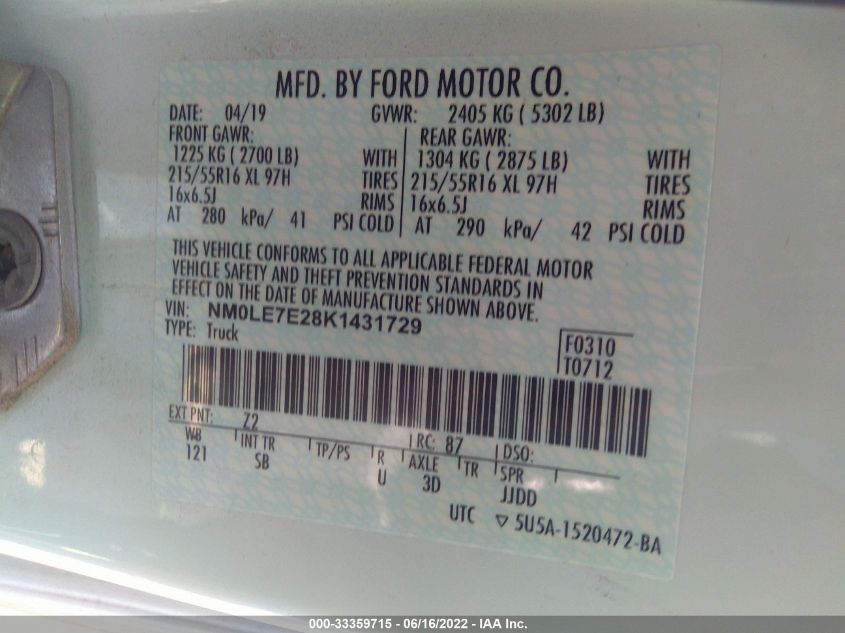 MFD. BY FORD MOTOR CO.
DATE: 04/19 GVWR: 2405 KG ( 5302 LB)
FRONT GAWR: REAR GAWR:
1225 KG ( 2700 LB) WITH 1304 KG ( 2875 LB) WITH
215/55R16 XL 97H TIRES 215/55R16 XL 97H TIRES
16x6.5J RIMS 16x6.5J RIMS
AT 280 kPa/ 41 PSI COLD AT 290 kPa/ 42 PSI COLD
THIS VEHICLE CONFORMS TO ALL APPLICABLE FEDERAL MOTOR
VEHICLE SAFETY AND THEFT PREVENTION STANDARDS IN
EFFECT ON THE DATE OF MANUFACTURE SHOWN ABOVE.
VIN: NM0LE7E28K1431729
TYPE: Truck
F0310
T0712
EXT PNT: Z2 RC: 87 DSO:
WB INT TR TP/PS R AXLE TR SPR
121 SB U 3D JJDD
UTC ▽ 5U5A-1520472-BA
000-33359715 - 06/16/2022 - IAA Inc.